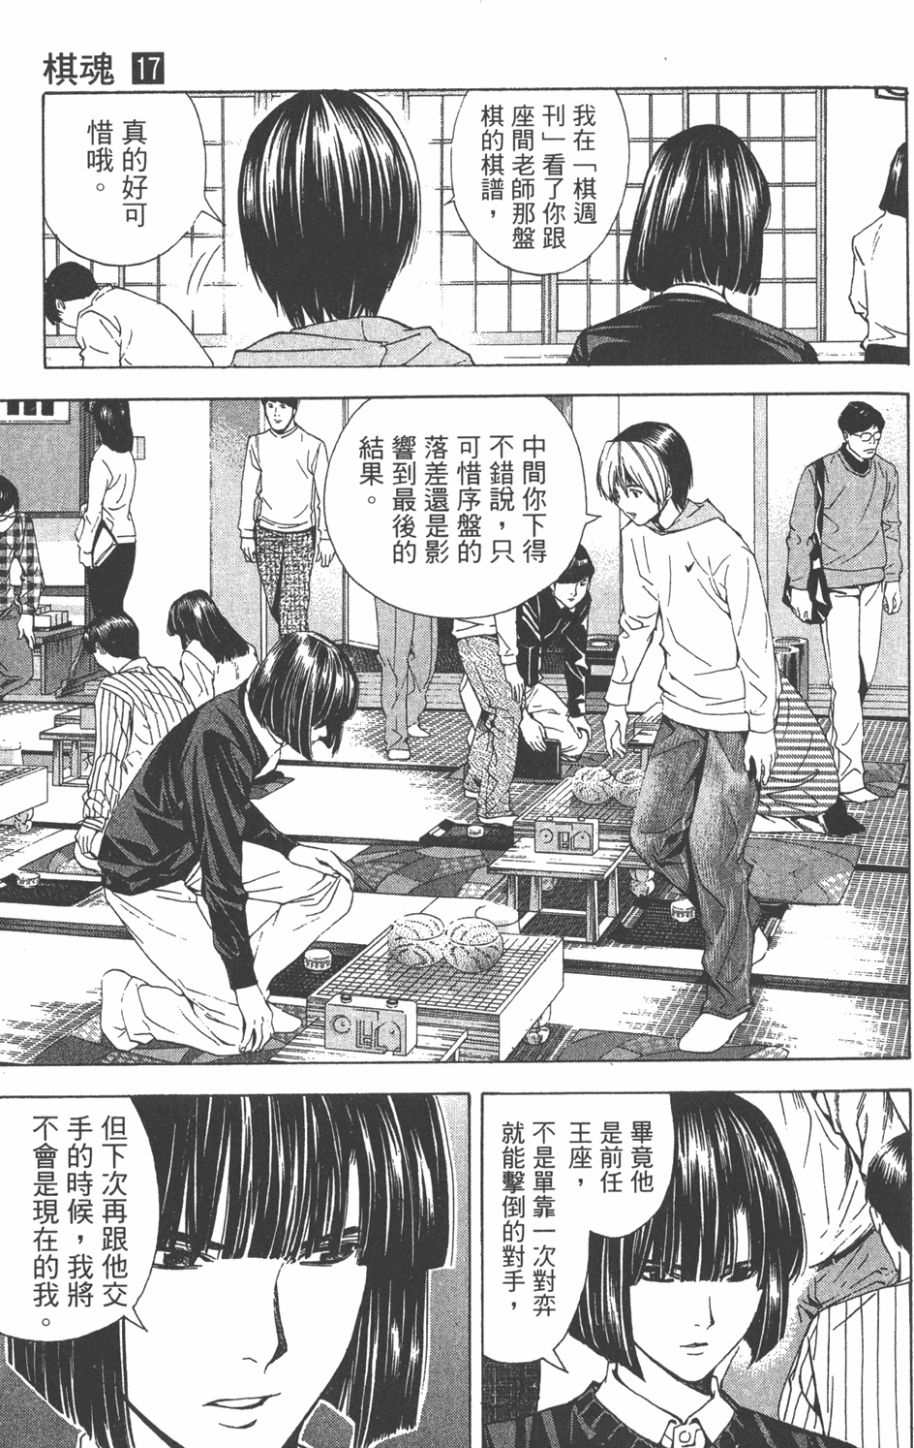 棋魂 17
我在「棋週
刊」看了你跟
座間老師那盤
棋的棋譜，
真的好可
惜哦。
中間你下得
不錯說，只
可惜序盤的
落差還是影
響到最後的
結果。
畢竟他
是前任
王座，
不是單靠一次對弈
就能擊倒的對手，
但下次再跟他交
手的時候，我將
不會是現在的我。